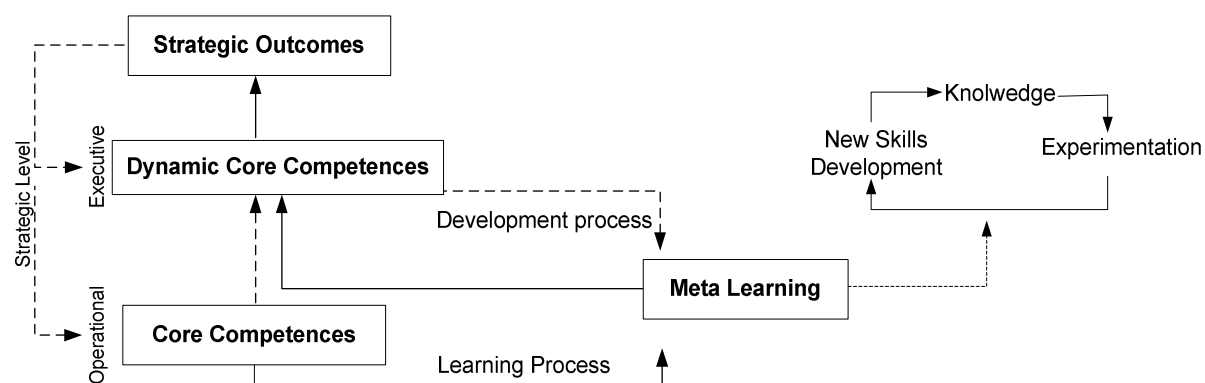 Strategic Outcomes
Strategic Level
Executive
Dynamic Core Competences
Development process
Knolwedge
New Skills
Development
Experimentation
Meta Learning
Operational
Core Competences
Learning Process